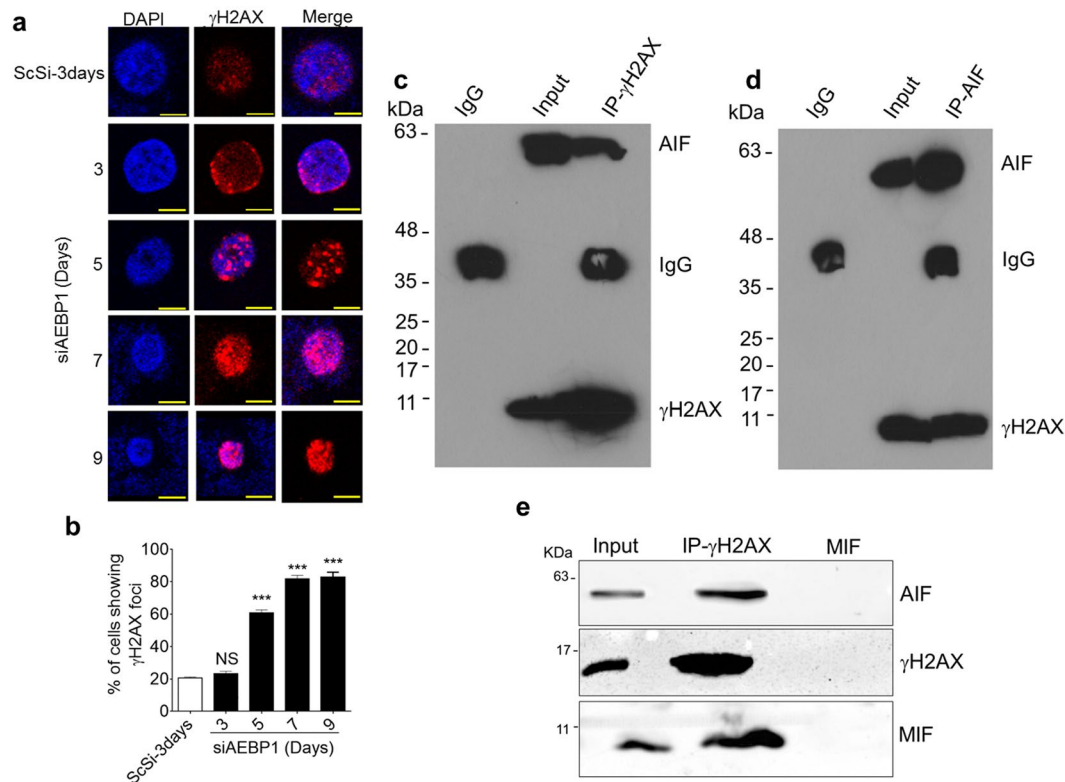 a
DAPI γH2AX Merge
ScSi-3days
3
5
7
9
siAEBP1 (Days)
b
% of cells showing
γH2AX foci
100
80
60
40
20
0
NS
***
***
***
ScSi-3days
3 5 7 9
siAEBP1 (Days)
c
kDa
IgG Input IP-γH2AX
63
48
35
25
20
17
11
AIF
IgG
γH2AX
d
kDa
IgG Input IP-AIF
63
48
35
25
20
17
11
AIF
IgG
γH2AX
e
KDa Input IP-γH2AX MIF
63
AIF
17
γH2AX
11
MIF